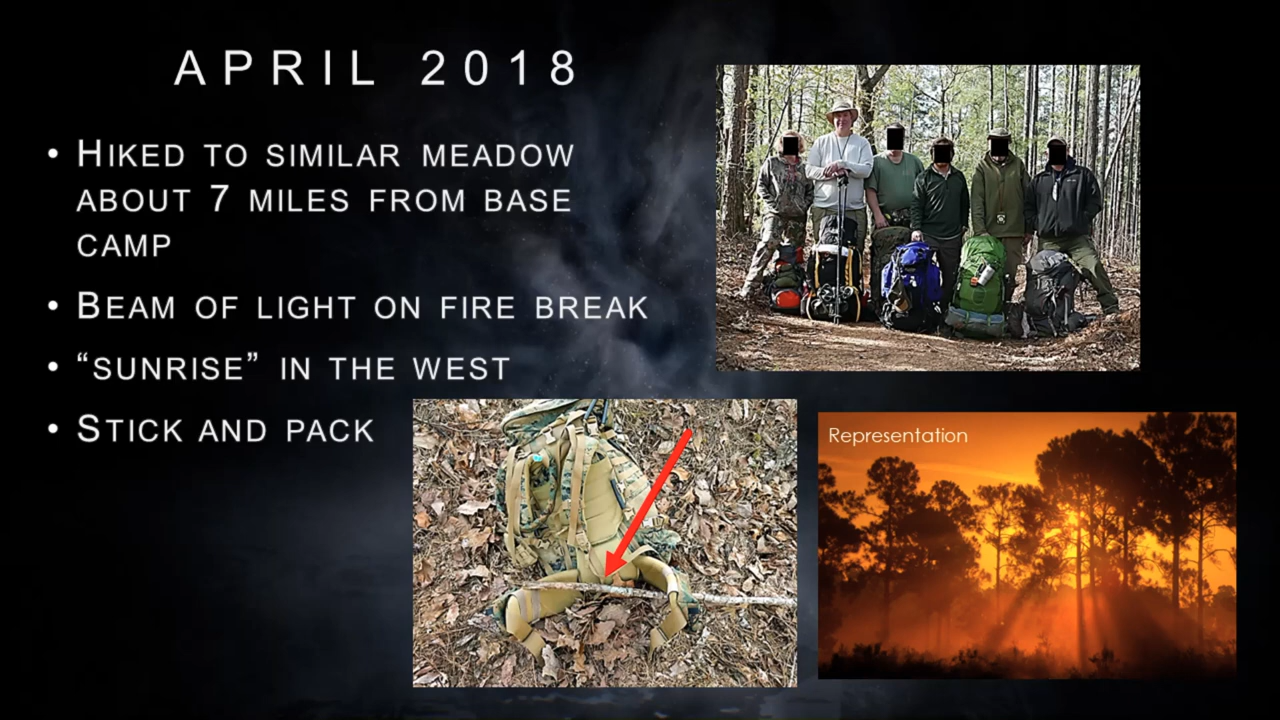 APRIL 2018
• HIKED TO SIMILAR MEADOW
ABOUT 7 MILES FROM BASE
CAMP
• BEAM OF LIGHT ON FIRE BREAK
• “SUNRISE” IN THE WEST
• STICK AND PACK
Representation